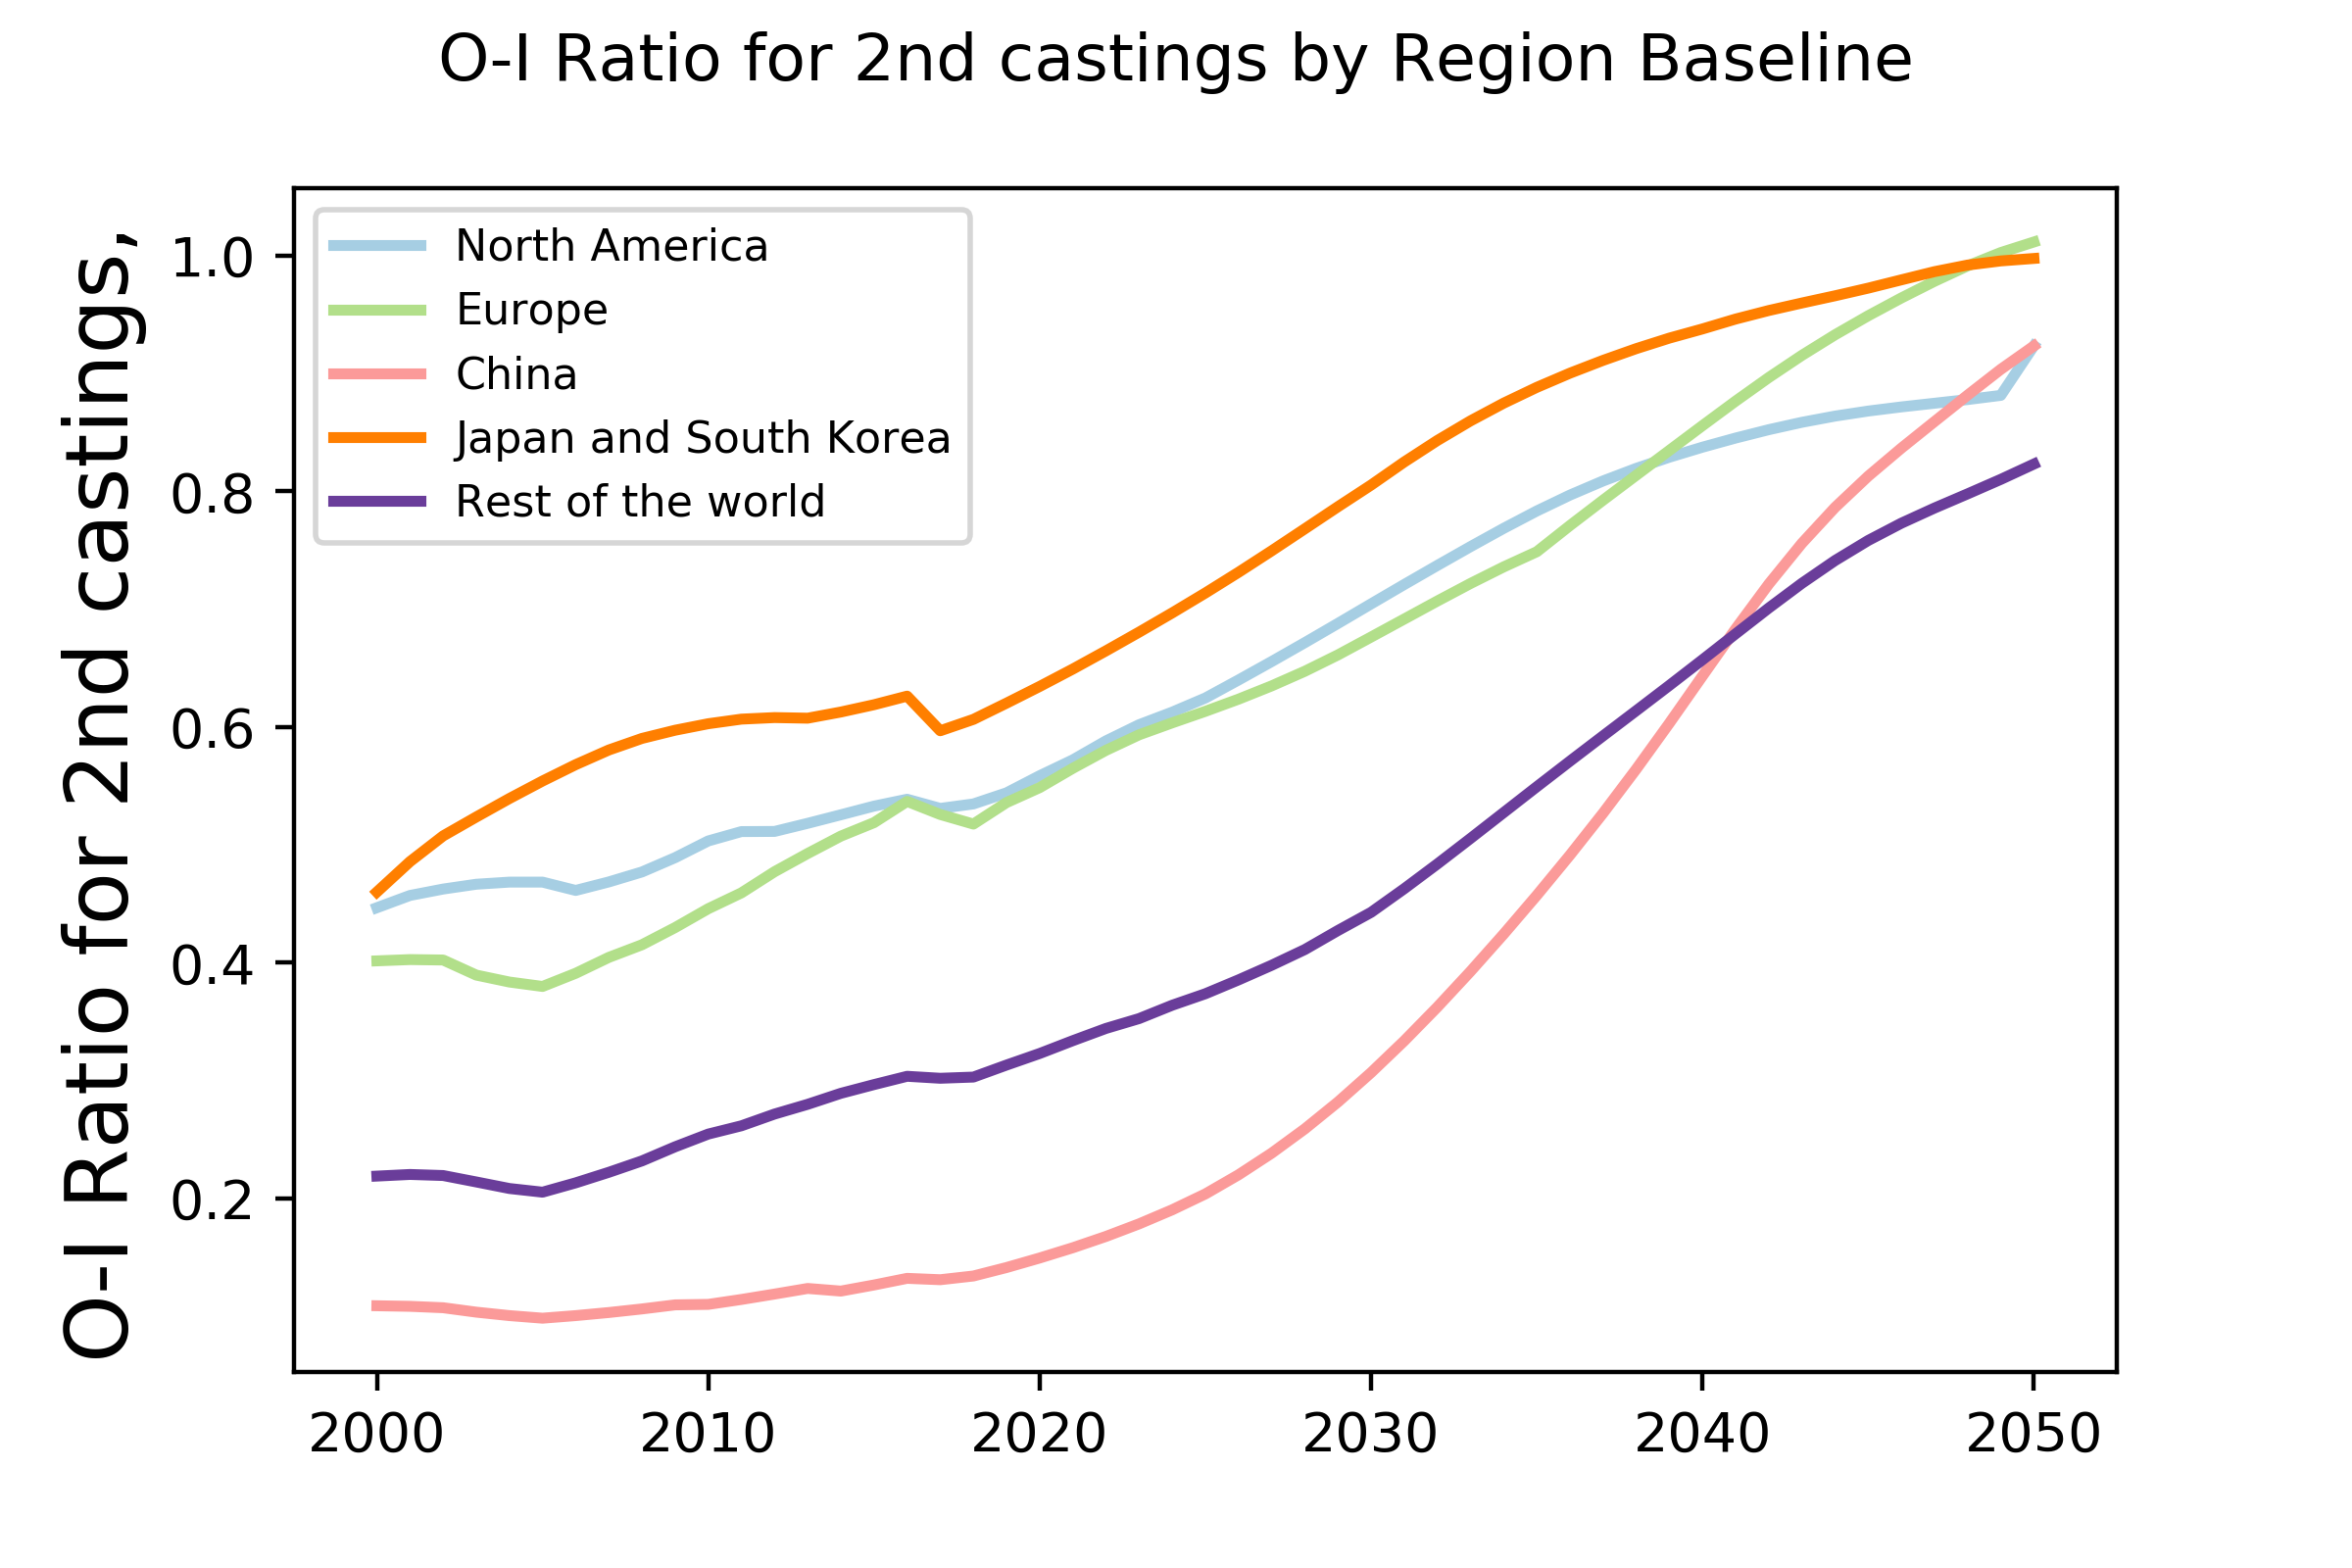 O-I Ratio for 2nd castings by Region Baseline
O-I Ratio for 2nd castings,
1.0
0.8
0.6
0.4
0.2
North America
Europe
China
Japan and South Korea
Rest of the world
2000 2010 2020 2030 2040 2050